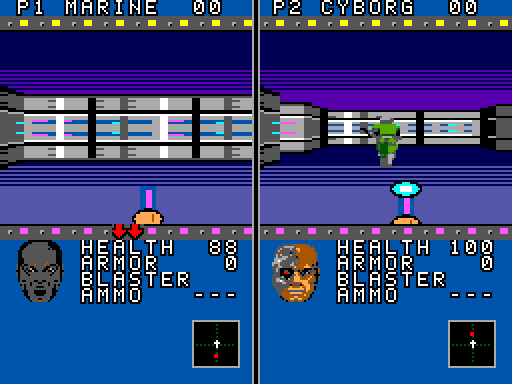 P1 MARINE 00
P2 CYBORG 00
HEALTH 88
ARMOR 0
BLASTER
AMMO ---
HEALTH 100
ARMOR 0
BLASTER
AMMO ---